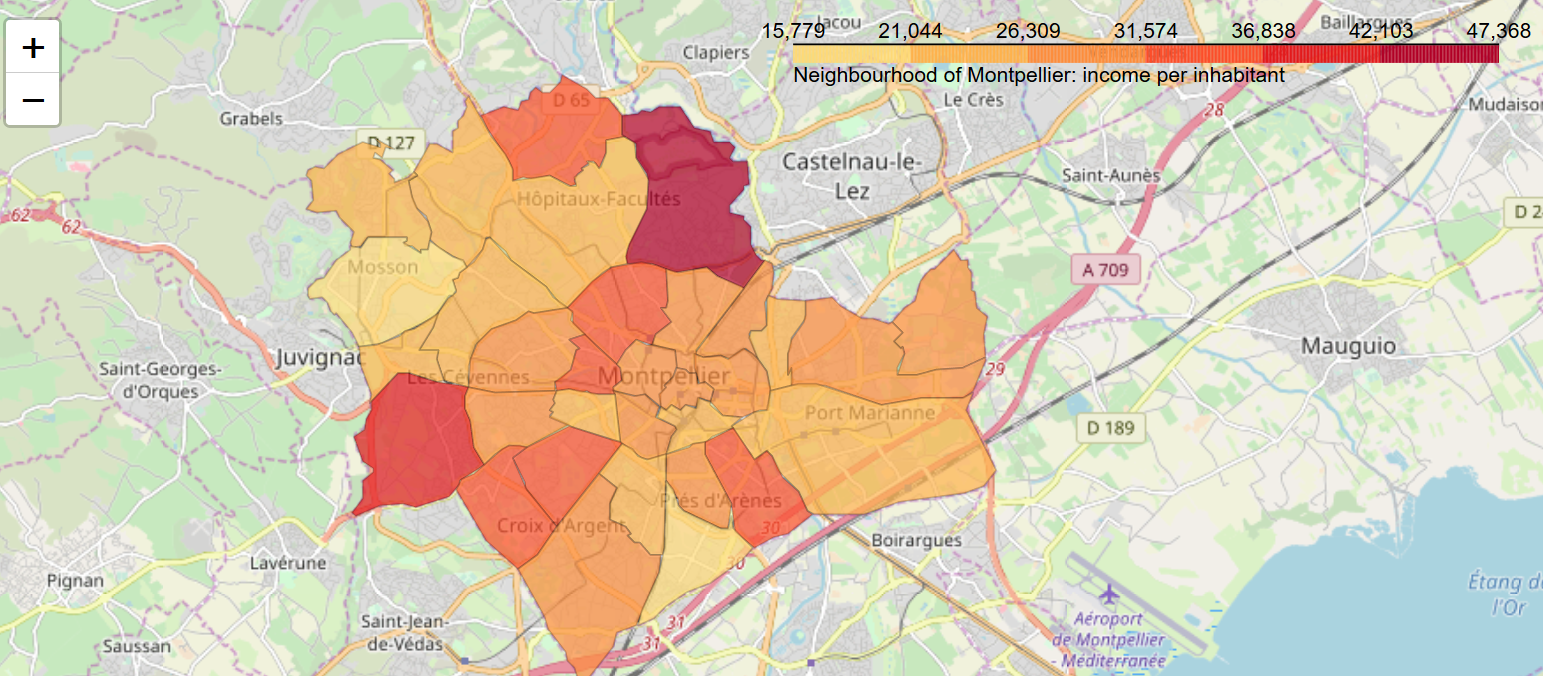 +
−
15,779 21,044 26,309 31,574 36,838 42,103 47,368
Neighbourhood of Montpellier: income per inhabitant
Jacou
Baillargues
Vendargues
Clapiers
Le Crès
D 65
28
Mudaison
Grabels
D 127
Castelnau-le-
Lez
Saint-Aunès
Hôpitaux-Facultés
62
62
D 2
Mosson
A 709
Mauguio
Juvignac
Saint-Georges-
d'Orques
Les Cévennes
Montpellier
29
Port Marianne
D 189
Prés d'Arènes
Croix d'Argent
30
30
Boirargues
Lavérune
Pignan
Étang de
l'Or
Saint-Jean-
de-Védas
31
31
Aéroport
de Montpellier
- Méditerranée
Saussan